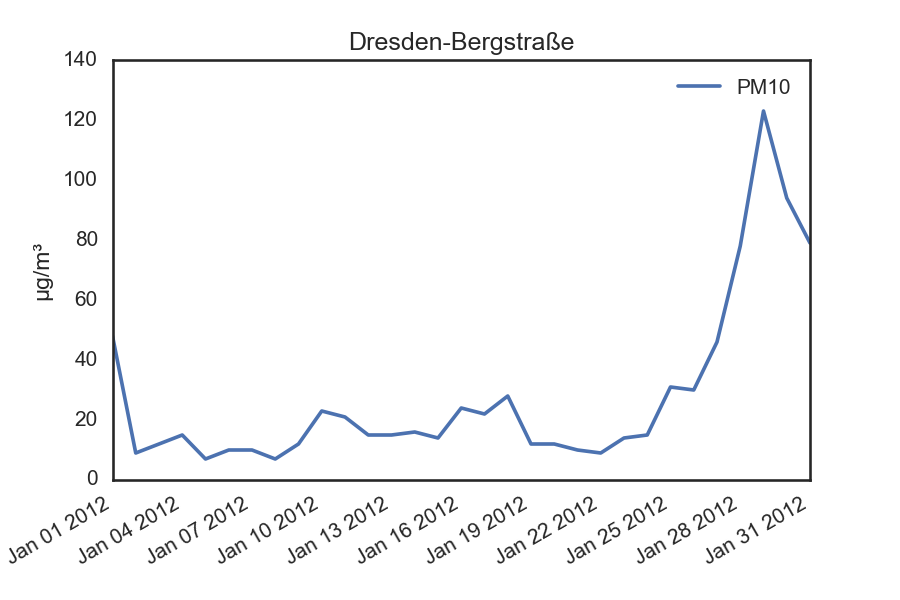 Dresden-Bergstraße
PM10
140
120
100
80
60
40
20
0
µg/m³
Jan 01 2012
Jan 04 2012
Jan 07 2012
Jan 10 2012
Jan 13 2012
Jan 16 2012
Jan 19 2012
Jan 22 2012
Jan 25 2012
Jan 28 2012
Jan 31 2012